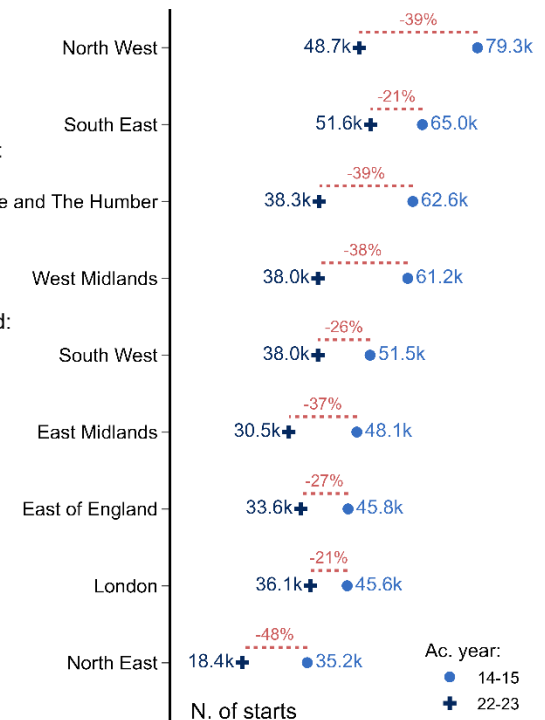 -39%
North West 48.7k 79.3k
-21%
South East 51.6k 65.0k
:
-39%
e and The Humber 38.3k 62.6k
-38%
West Midlands 38.0k 61.2k
d:
-26%
South West 38.0k 51.5k
-37%
East Midlands 30.5k 48.1k
-27%
East of England 33.6k 45.8k
-21%
London 36.1k 45.6k
-48%
North East 18.4k 35.2k
Ac. year:
14-15
22-23
N. of starts